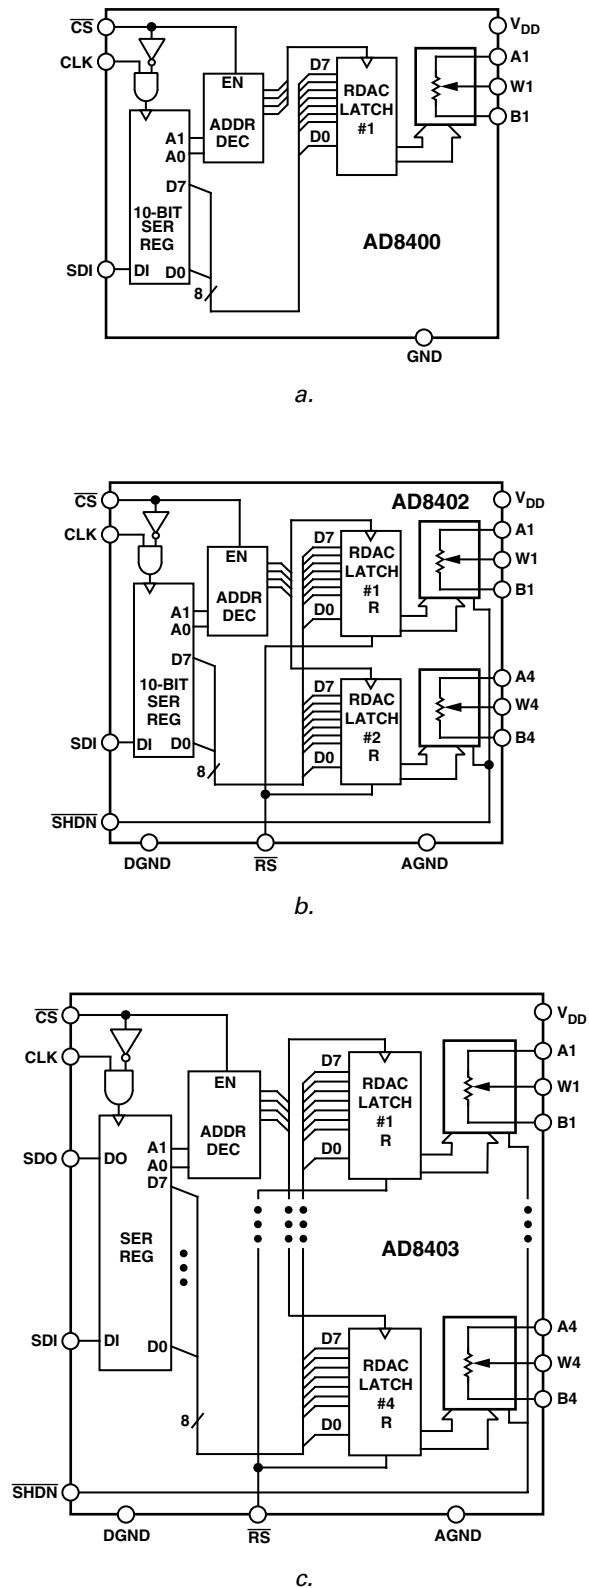 CS
CLK
SDI
EN
ADDR
DEC
A1
A0
D7
10-BIT
SER
REG
DI
D0
8
D7
D0
RDAC
LATCH
#1
VDD
A1
W1
B1
AD8400
GND
a.
AD8402
CS
CLK
SDI
SHDN
EN
ADDR
DEC
A1
A0
D7
10-BIT
SER
REG
DI
D0
8
D7
D0
RDAC
LATCH
#1
R
D7
D0
RDAC
LATCH
#2
R
VDD
A1
W1
B1
A4
W4
B4
DGND
RS
AGND
b.
CS
CLK
SDO
SDI
SHDN
EN
ADDR
DEC
DO
A1
A0
D7
SER
REG
DI
D0
8
D7
D0
RDAC
LATCH
#1
R
AD8403
D7
D0
RDAC
LATCH
#4
R
VDD
A1
W1
B1
A4
W4
B4
DGND
RS
AGND
c.